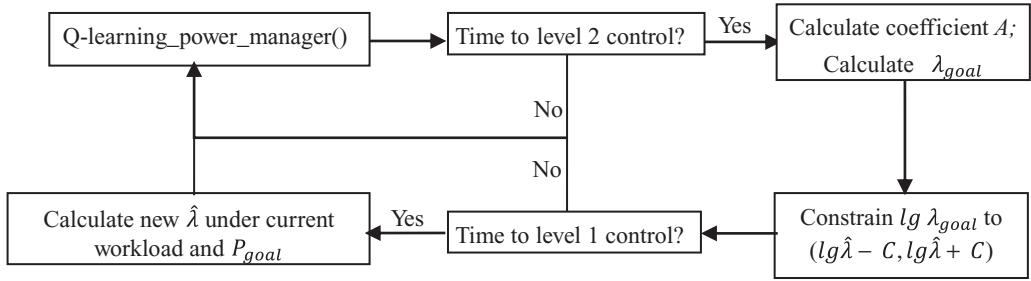 Q-learning_power_manager()
Time to level 2 control?
Yes
Calculate coefficient A;
Calculate λ_goal
No
No
Constrain lg λ_goal to
(lgλ̂ − C, lgλ̂ + C)
Time to level 1 control?
Yes
Calculate new λ̂ under current
workload and P_goal